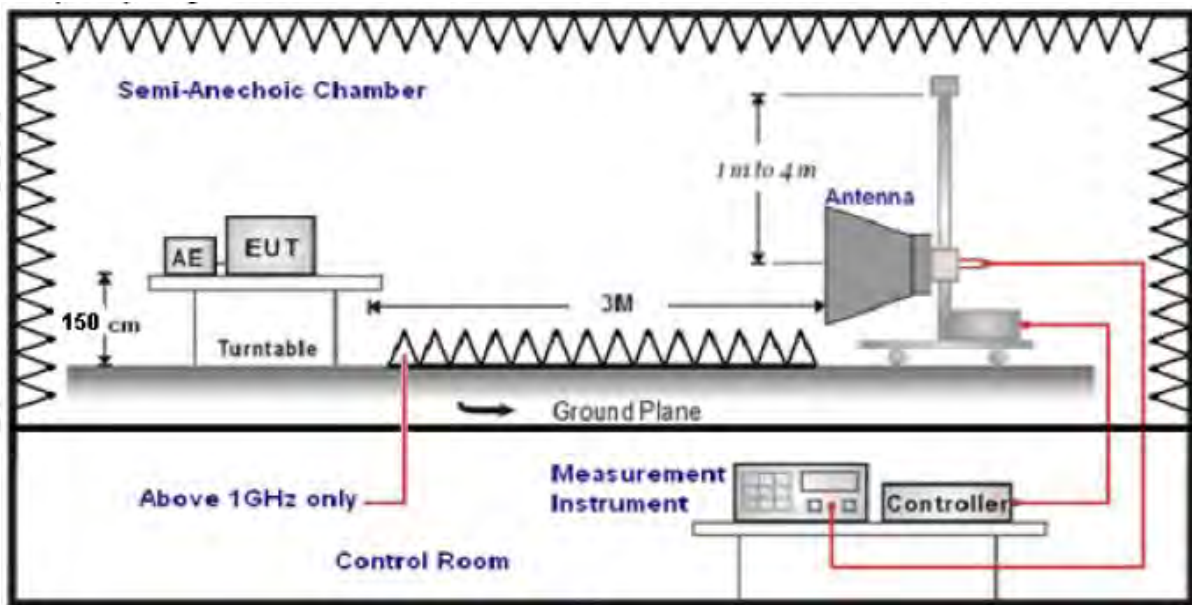 Semi-Anechoic Chamber
1 m to 4 m
Antenna
AE
EUT
150 cm
3M
Turntable
Ground Plane
Above 1GHz only
Measurement
Instrument
Controller
Control Room